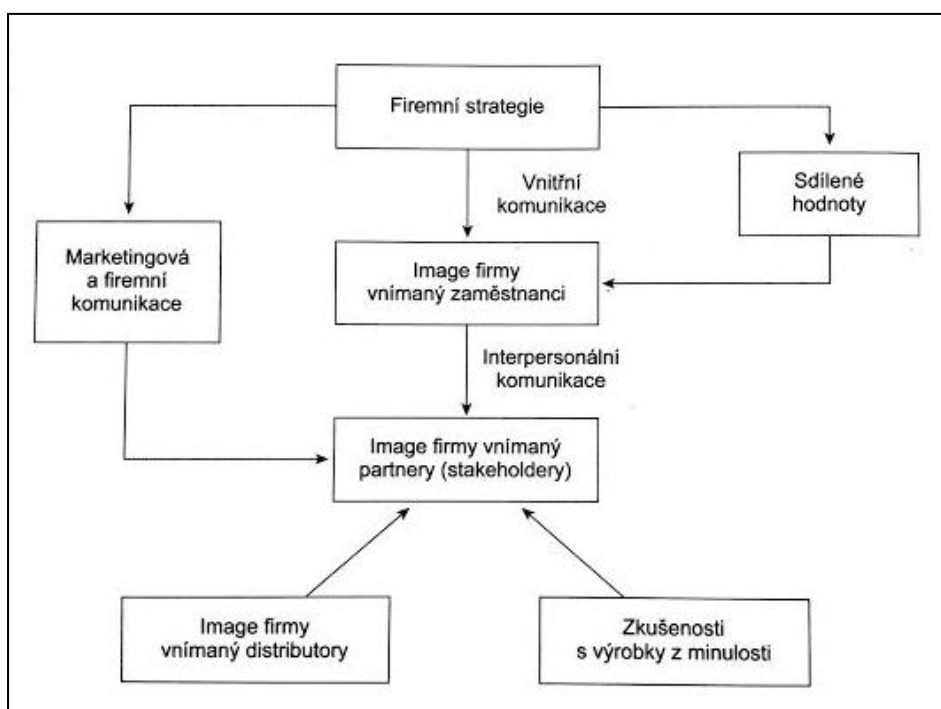 Firemní strategie
Vnitřní
komunikace
Sdílené
hodnoty
Marketingová
a firemní
komunikace
Image firmy
vnímaný zaměstnanci
Interpersonální
komunikace
Image firmy vnímaný
partnery (stakeholdery)
Image firmy
vnímaný distributory
Zkušenosti
s výrobky z minulosti